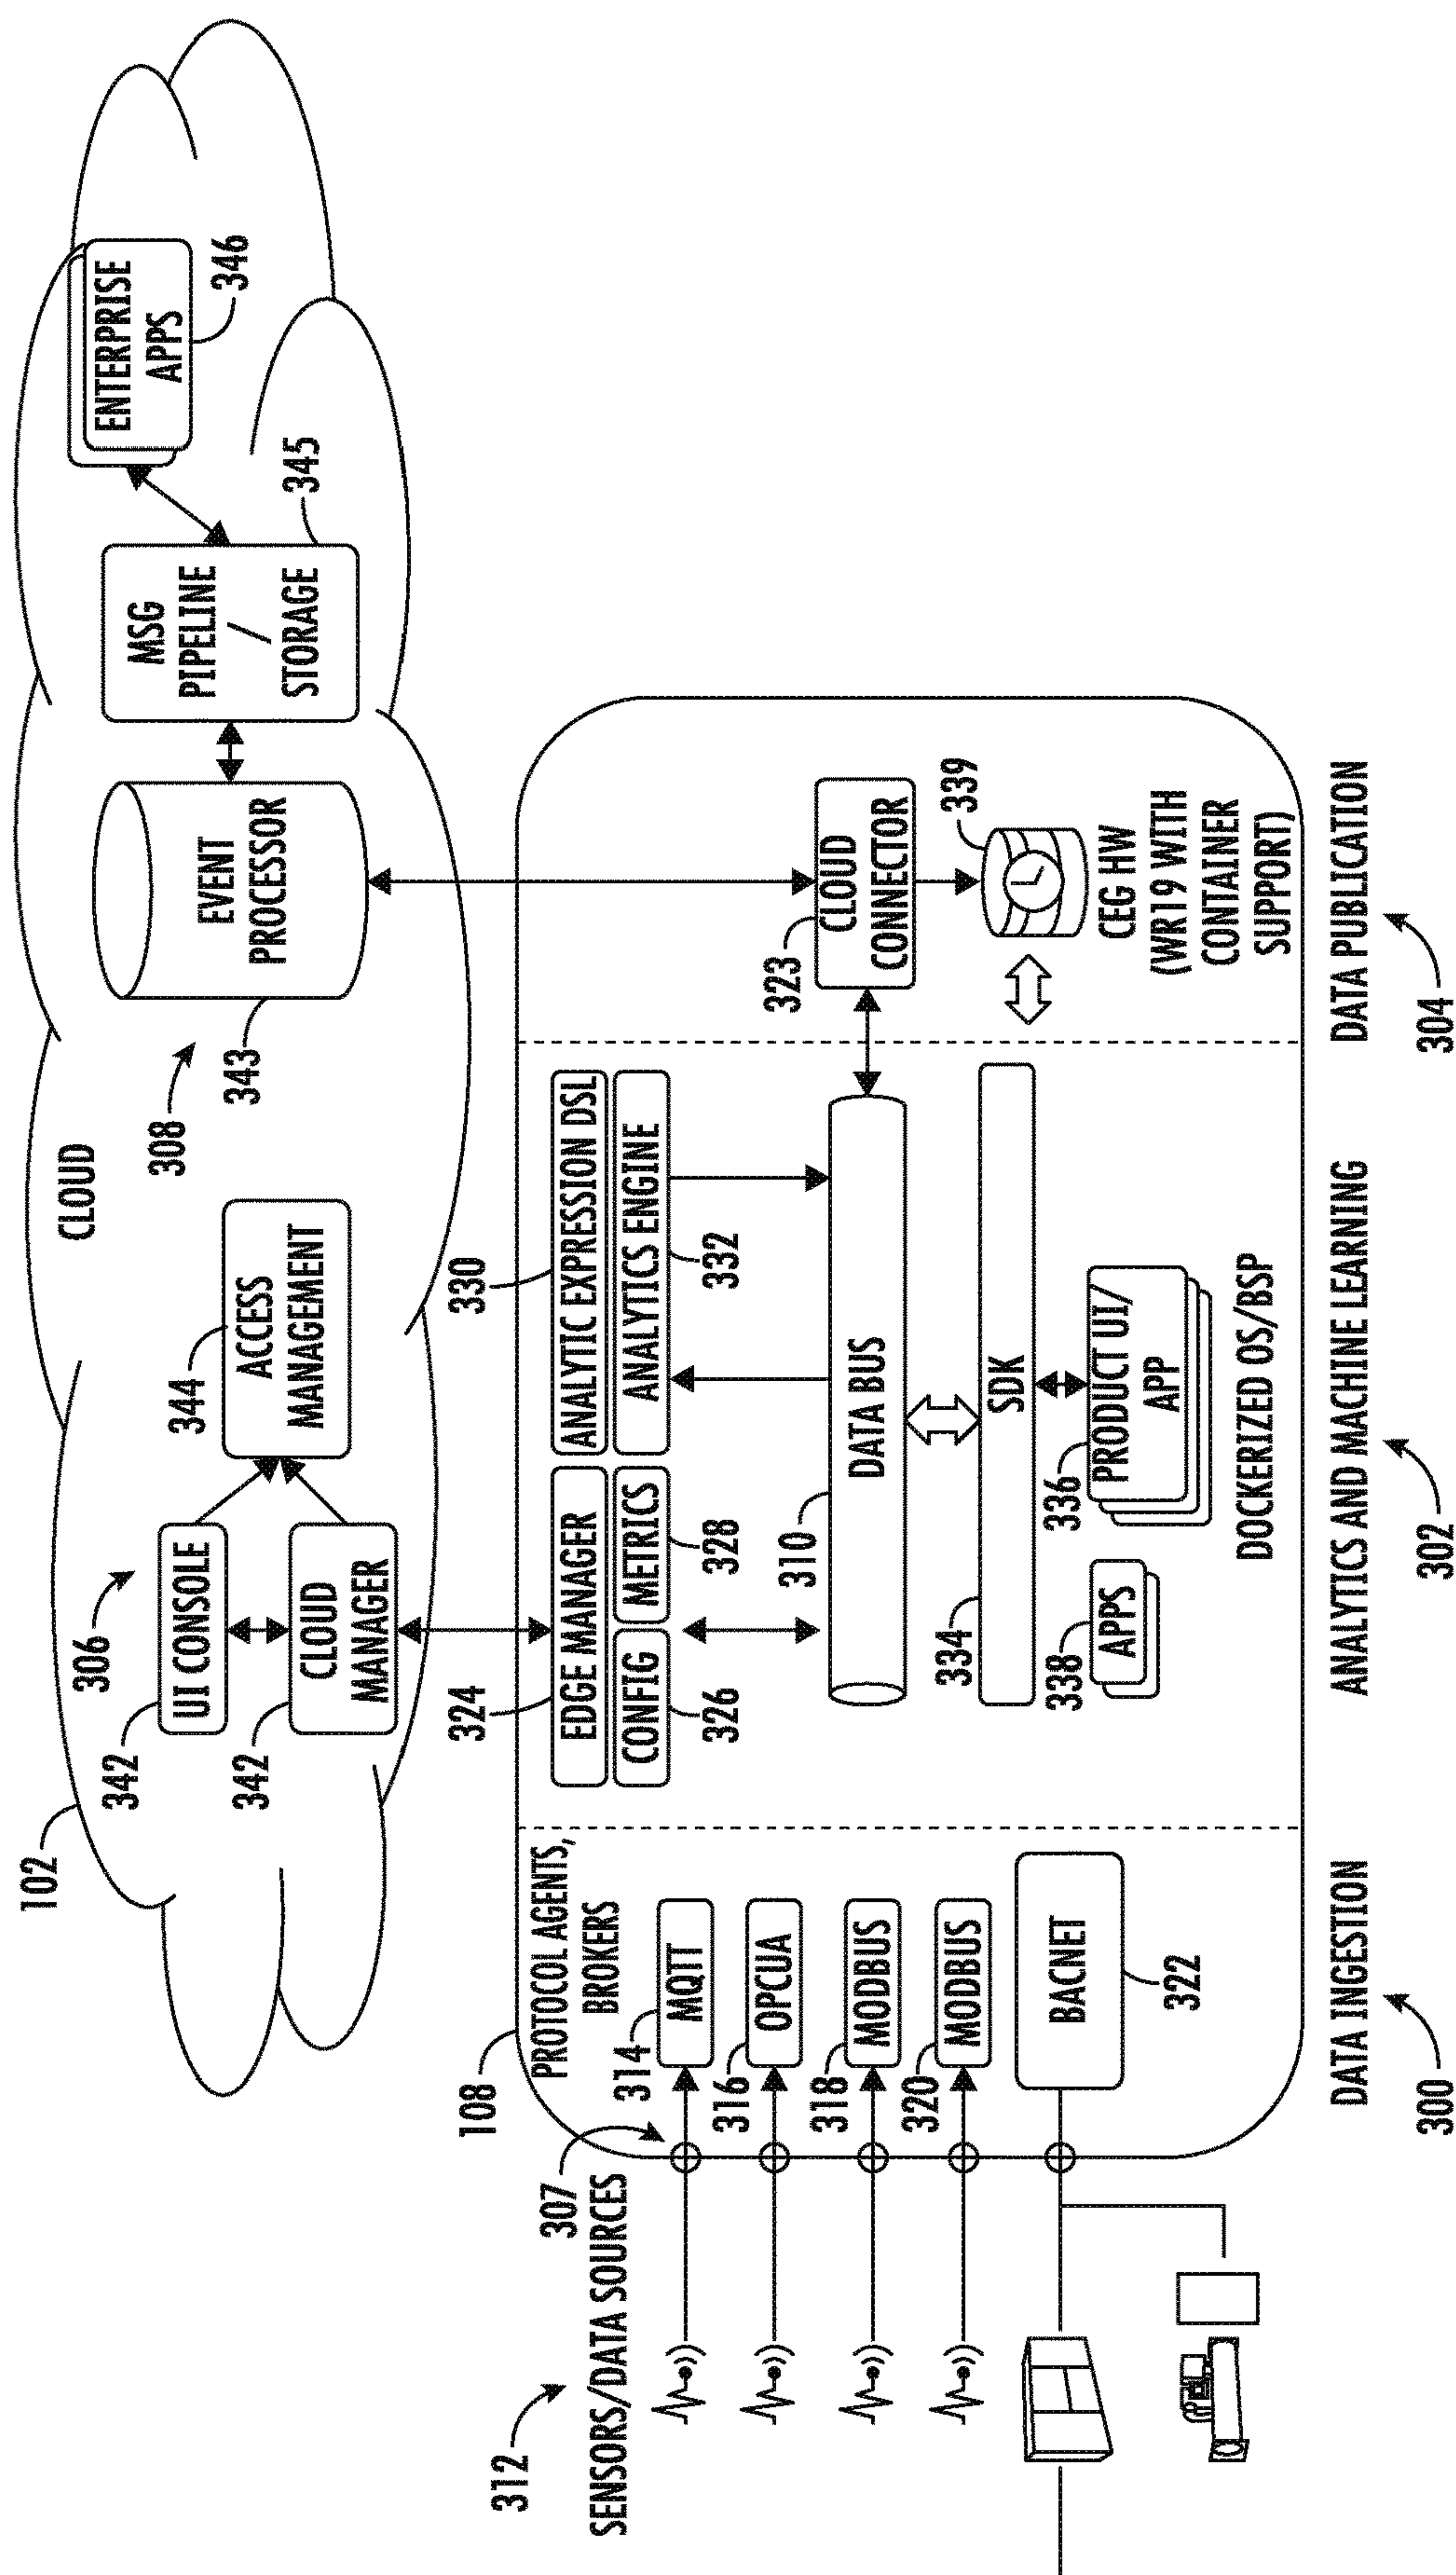 102
CLOUD
306
308
342
UI CONSOLE
342
CLOUD
MANAGER
344
ACCESS
MANAGEMENT
343
EVENT
PROCESSOR
MSG
PIPELINE
/
STORAGE
345
ENTERPRISE
APPS
346
312
SENSORS/DATA SOURCES
307
108
PROTOCOL AGENTS,
BROKERS
314
MQTT
316
OPCUA
318
MODBUS
320
MODBUS
BACNET
322
324
EDGE MANAGER
CONFIG
METRICS
326
328
330
ANALYTIC EXPRESSION DSL
ANALYTICS ENGINE
332
310
DATA BUS
334
SDK
338
APPS
336
PRODUCT UI/
APP
DOCKERIZED OS/BSP
323
CLOUD
CONNECTOR
339
CEG HW
(WR19 WITH
CONTAINER
SUPPORT)
DATA INGESTION
300
ANALYTICS AND MACHINE LEARNING
302
DATA PUBLICATION
304